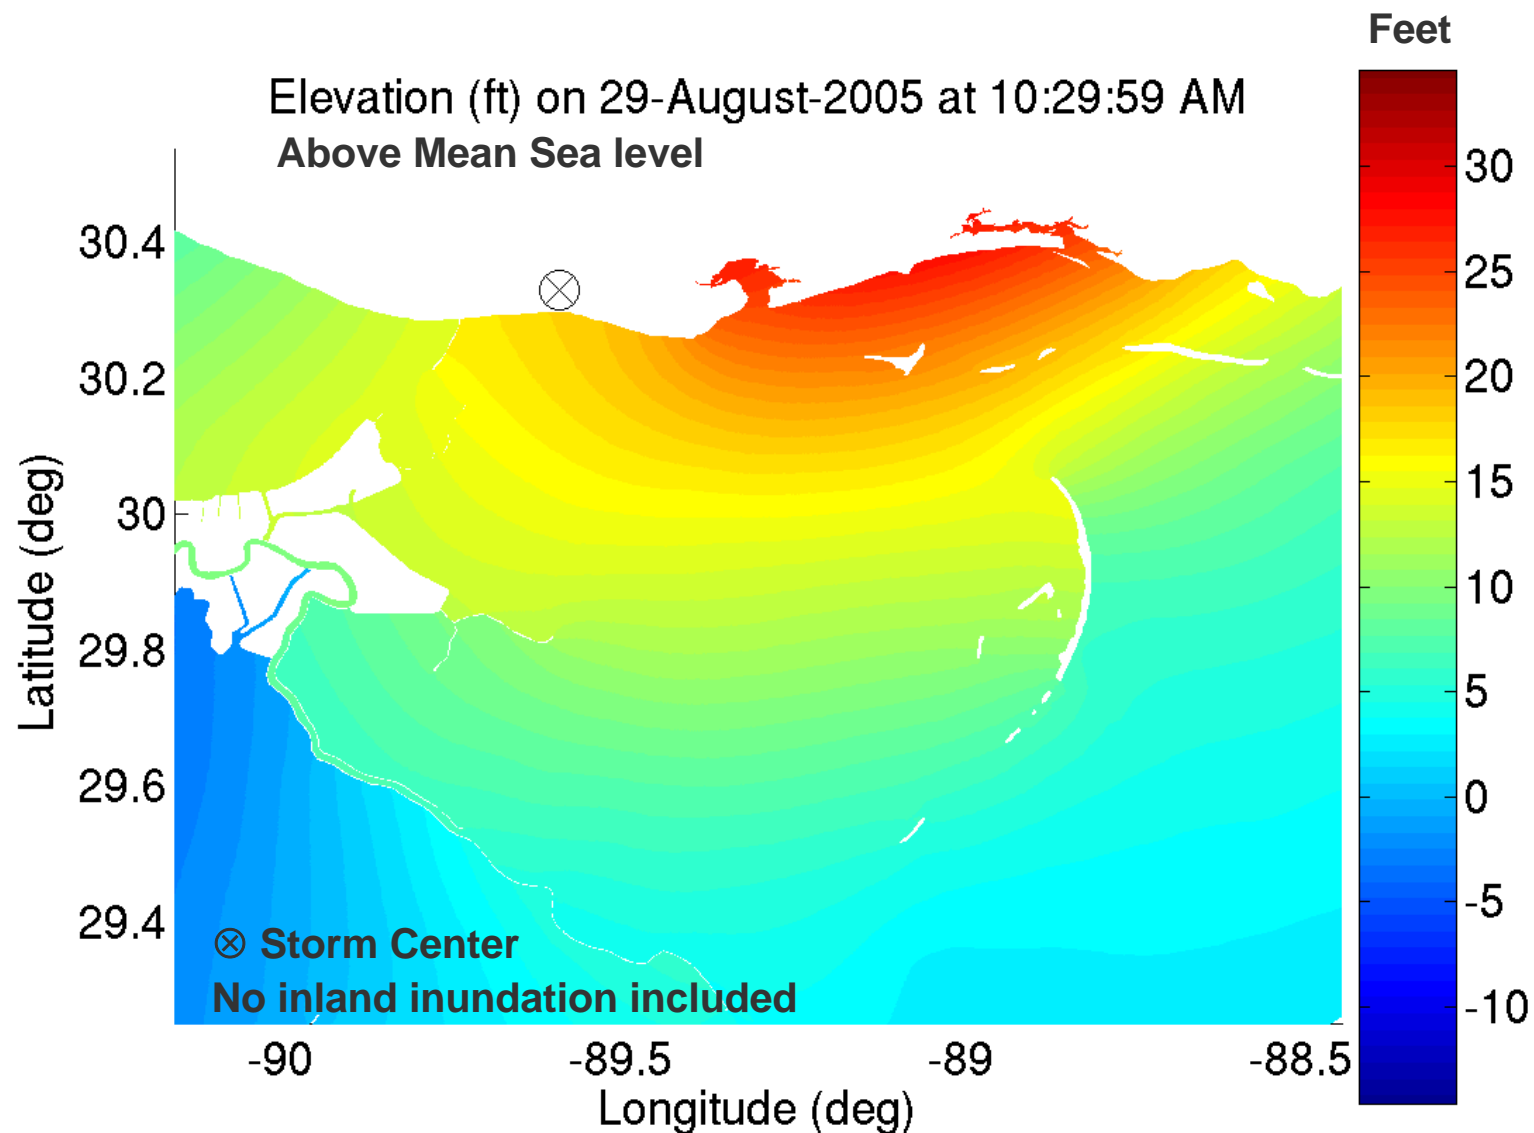 Feet
Elevation (ft) on 29-August-2005 at 10:29:59 AM
Above Mean Sea level
30.4
30.2
30
29.8
29.6
29.4
Latitude (deg)
⊗ Storm Center
No inland inundation included
-90
-89.5
-89
-88.5
Longitude (deg)
30
25
20
15
10
5
0
-5
-10